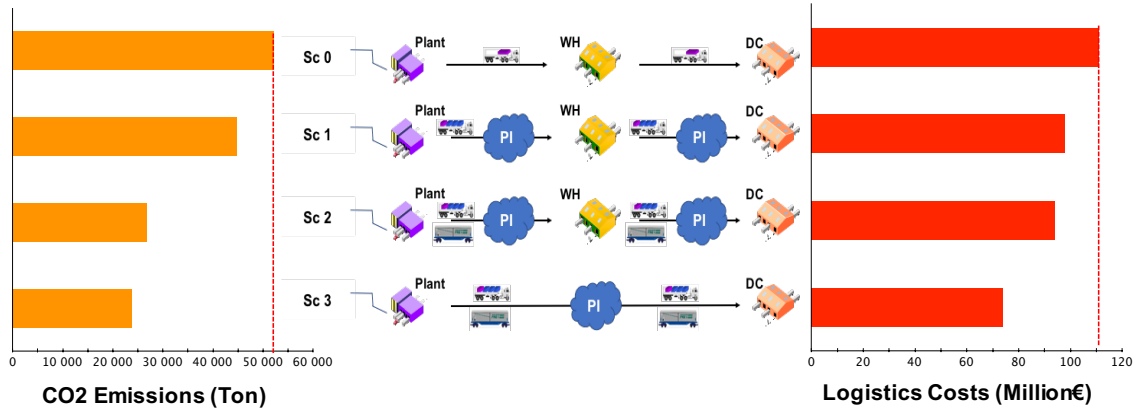 Plant
WH
DC
Sc 0
Plant
WH
DC
Sc 1
PI
PI
Plant
WH
DC
Sc 2
PI
PI
Plant
DC
Sc 3
PI
0 10 000 20 000 30 000 40 000 50 000 60 000
0 20 40 60 80 100 120
CO2 Emissions (Ton)
Logistics Costs (Million€)